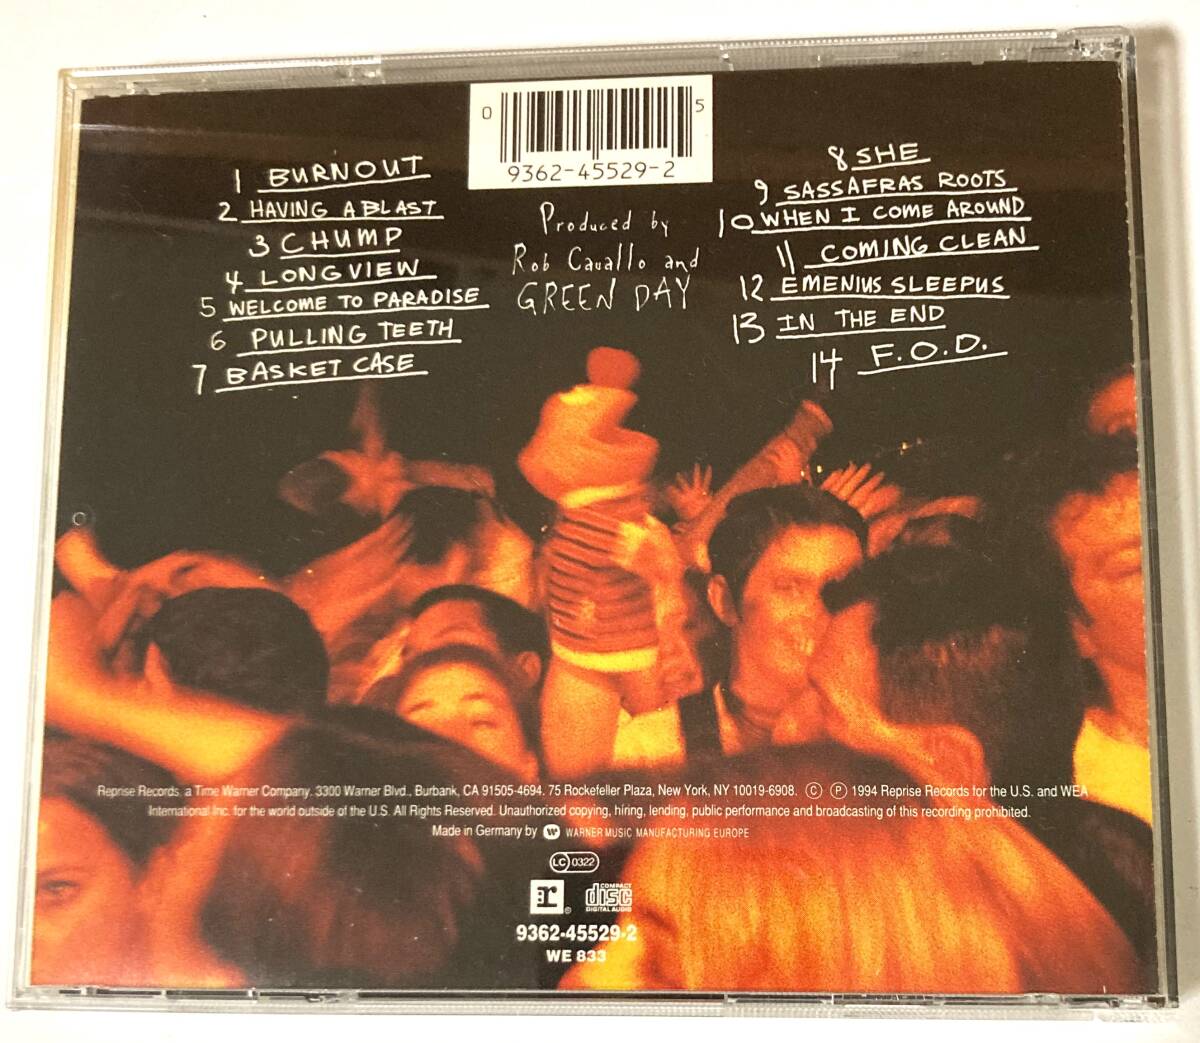 0 5
9362-45529-2
1 BURNOUT
2 HAVING A BLAST
3 CHUMP
4 LONGVIEW
5 WELCOME TO PARADISE
6 PULLING TEETH
7 BASKET CASE
Produced by
Rob Cavallo and
GREEN DAY
8 SHE
9 SASSAFRAS ROOTS
10 WHEN I COME AROUND
11 COMING CLEAN
12 EMENIUS SLEEPUS
13 IN THE END
14 F.O.D.
Reprise Records, a Time Warner Company. 3300 Warner Blvd., Burbank, CA 91505-4694. 75 Rockefeller Plaza, New York, NY 10019-6908. Ⓒ Ⓟ 1994 Reprise Records for the U.S. and WEA
International Inc. for the world outside of the U.S. All Rights Reserved. Unauthorized copying, hiring, lending, public performance and broadcasting of this recording prohibited.
Made in Germany by WARNER MUSIC MANUFACTURING EUROPE
LC 0322
r ® COMPACT disc DIGITAL AUDIO
9362-45529-2
WE 833